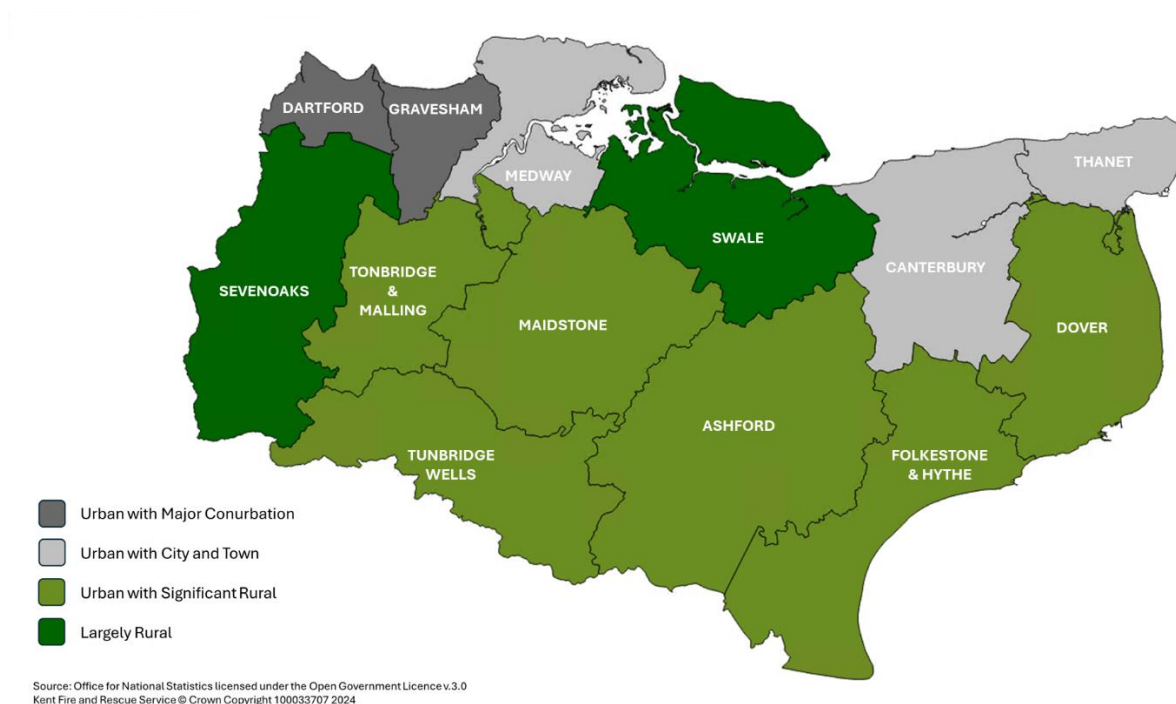 DARTFORD
GRAVESHAM
MEDWAY
THANET
SWALE
CANTERBURY
SEVENOAKS
TONBRIDGE
&
MALLING
MAIDSTONE
DOVER
ASHFORD
TUNBRIDGE
WELLS
FOLKESTONE
& HYTHE
Urban with Major Conurbation
Urban with City and Town
Urban with Significant Rural
Largely Rural
Source: Office for National Statistics licensed under the Open Government Licence v.3.0
Kent Fire and Rescue Service © Crown Copyright 100033707 2024